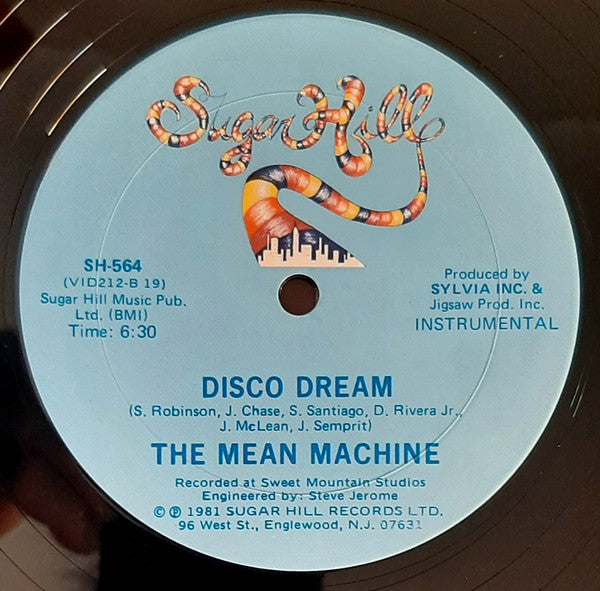 Sugar Hill
SH-564
(VID212-B 19)
Sugar Hill Music Pub.
Ltd. (BMI)
Time: 6:30
Produced by
SYLVIA INC. &
Jigsaw Prod. Inc.
INSTRUMENTAL
DISCO DREAM
(S. Robinson, J. Chase, S. Santiago, D. Rivera Jr.,
J. McLean, J. Semprit)
THE MEAN MACHINE
Recorded at Sweet Mountain Studios
Engineered by: Steve Jerome
© ℗ 1981 SUGAR HILL RECORDS LTD.
96 West St., Englewood, N.J. 07631